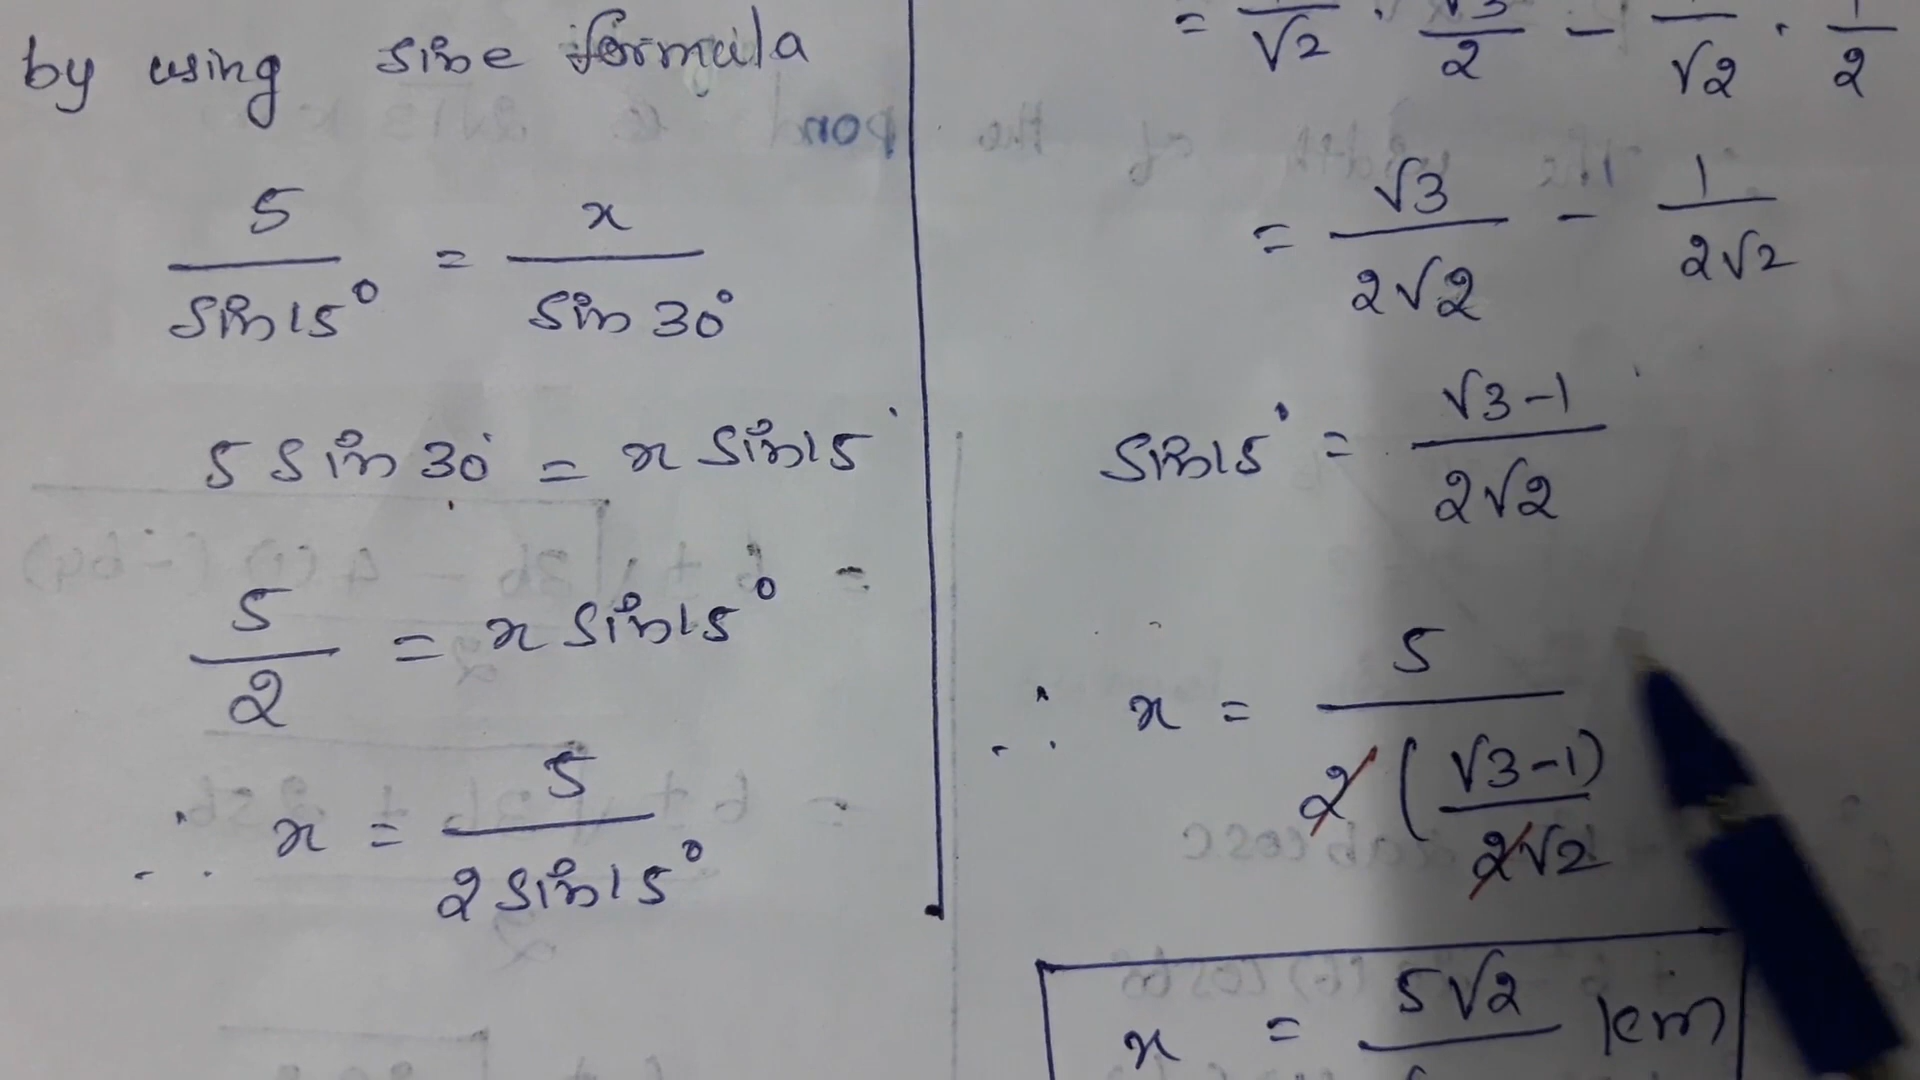 by using sine formula
5/sin15° = x/sin30°
5 sin30° = x sin15°
5/2 = x sin15°
∴ x = 5/2sin15°
= 1/√2 · √3/2 - 1/√2 · 1/2
= √3/2√2 - 1/2√2
sin15° = √3-1/2√2
∴ x = 5/2(√3-1)/2√2
x = 5√2 km